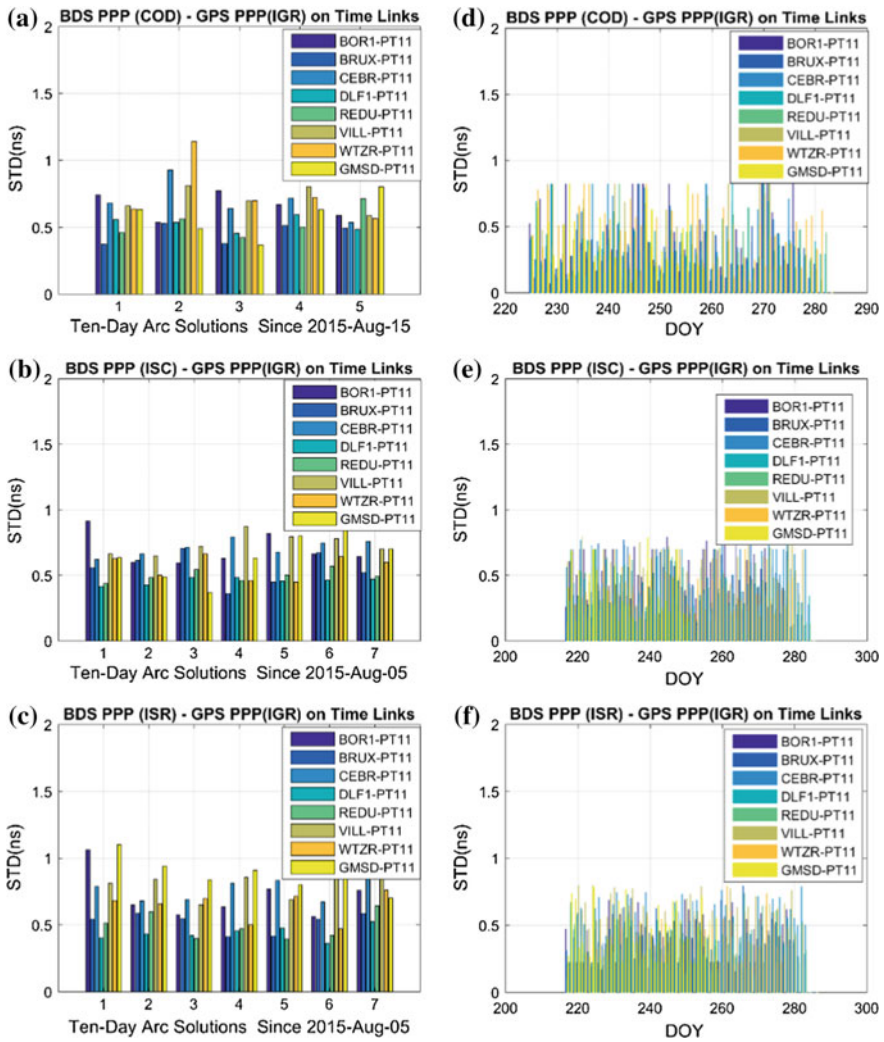 (a)
BDS PPP (COD) - GPS PPP(IGR) on Time Links
2
1.5
1
0.5
0
STD(ns)
BOR1-PT11
BRUX-PT11
CEBR-PT11
DLF1-PT11
REDU-PT11
VILL-PT11
WTZR-PT11
GMSD-PT11
1 2 3 4 5
Ten-Day Arc Solutions Since 2015-Aug-15
(d)
BDS PPP (COD) - GPS PPP(IGR) on Time Links
2
1.5
1
0.5
0
STD(ns)
BOR1-PT11
BRUX-PT11
CEBR-PT11
DLF1-PT11
REDU-PT11
VILL-PT11
WTZR-PT11
GMSD-PT11
220 230 240 250 260 270 280 290
DOY
(b)
BDS PPP (ISC) - GPS PPP(IGR) on Time Links
2
1.5
1
0.5
0
STD(ns)
BOR1-PT11
BRUX-PT11
CEBR-PT11
DLF1-PT11
REDU-PT11
VILL-PT11
WTZR-PT11
GMSD-PT11
1 2 3 4 5 6 7
Ten-Day Arc Solutions Since 2015-Aug-05
(e)
BDS PPP (ISC) - GPS PPP(IGR) on Time Links
2
1.5
1
0.5
0
STD(ns)
BOR1-PT11
BRUX-PT11
CEBR-PT11
DLF1-PT11
REDU-PT11
VILL-PT11
WTZR-PT11
GMSD-PT11
200 220 240 260 280 300
DOY
(c)
BDS PPP (ISR) - GPS PPP(IGR) on Time Links
2
1.5
1
0.5
0
STD(ns)
BOR1-PT11
BRUX-PT11
CEBR-PT11
DLF1-PT11
REDU-PT11
VILL-PT11
WTZR-PT11
GMSD-PT11
1 2 3 4 5 6 7
Ten-Day Arc Solutions Since 2015-Aug-05
(f)
BDS PPP (ISR) - GPS PPP(IGR) on Time Links
2
1.5
1
0.5
0
STD(ns)
BOR1-PT11
BRUX-PT11
CEBR-PT11
DLF1-PT11
REDU-PT11
VILL-PT11
WTZR-PT11
GMSD-PT11
200 220 240 260 280 300
DOY